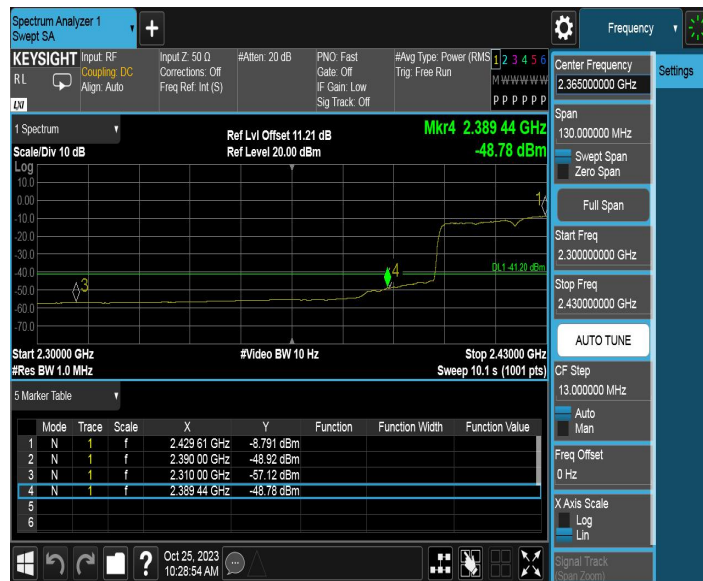 Spectrum Analyzer 1
Swept SA
+
Frequency
KEYSIGHT
RL
LXI
Input: RF
Coupling: DC
Align: Auto
Input Z: 50 Ω
Corrections: Off
Freq Ref: Int (S)
#Atten: 20 dB
PNO: Fast
Gate: Off
IF Gain: Low
Sig Track: Off
#Avg Type: Power (RMS
Trig: Free Run
1 2 3 4 5 6
M W W W W W
P P P P P P
1 Spectrum
Scale/Div 10 dB
Ref Lvl Offset 11.21 dB
Ref Level 20.00 dBm
Mkr4 2.389 44 GHz
-48.78 dBm
Log
10.0
0.00
-10.0
-20.0
-30.0
-40.0
-50.0
-60.0
-70.0
1
3
4
DL1 -41.20 dBm
Start 2.30000 GHz
#Video BW 10 Hz
Stop 2.43000 GHz
#Res BW 1.0 MHz
Sweep 10.1 s (1001 pts)
5 Marker Table
Mode Trace Scale X Y Function Function Width Function Value
1 N 1 f 2.429 61 GHz -8.791 dBm
2 N 1 f 2.390 00 GHz -48.92 dBm
3 N 1 f 2.310 00 GHz -57.12 dBm
4 N 1 f 2.389 44 GHz -48.78 dBm
5
6
?
Oct 25, 2023
10:28:54 AM
Center Frequency
2.365000000 GHz
Settings
Span
130.000000 MHz
Swept Span
Zero Span
Full Span
Start Freq
2.300000000 GHz
Stop Freq
2.430000000 GHz
AUTO TUNE
CF Step
13.000000 MHz
Auto
Man
Freq Offset
0 Hz
X Axis Scale
Log
Lin
Signal Track
(Span Zoom)